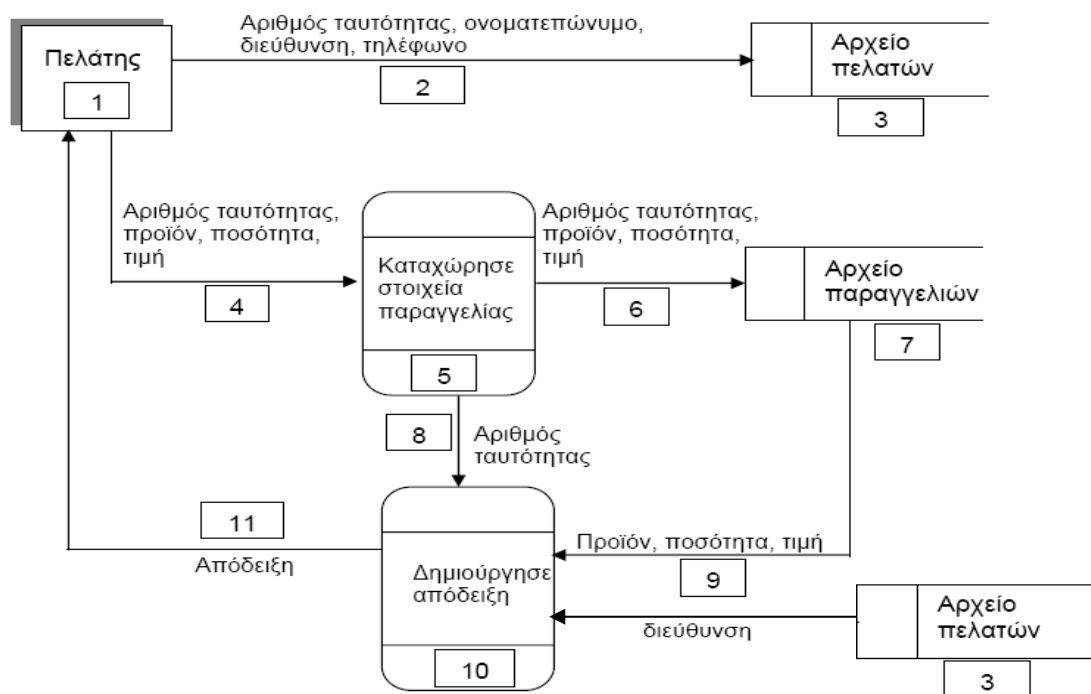 Πελάτης
1
Αριθμός ταυτότητας, ονοματεπώνυμο,
διεύθυνση, τηλέφωνο
2
Αρχείο
πελατών
3
Αριθμός ταυτότητας,
προϊόν, ποσότητα,
τιμή
4
Καταχώρησε
στοιχεία
παραγγελίας
5
Αριθμός ταυτότητας,
προϊόν, ποσότητα,
τιμή
6
Αρχείο
παραγγελιών
7
8
Αριθμός
ταυτότητας
11
Απόδειξη
Δημιούργησε
απόδειξη
10
Προϊόν, ποσότητα, τιμή
9
διεύθυνση
Αρχείο
πελατών
3